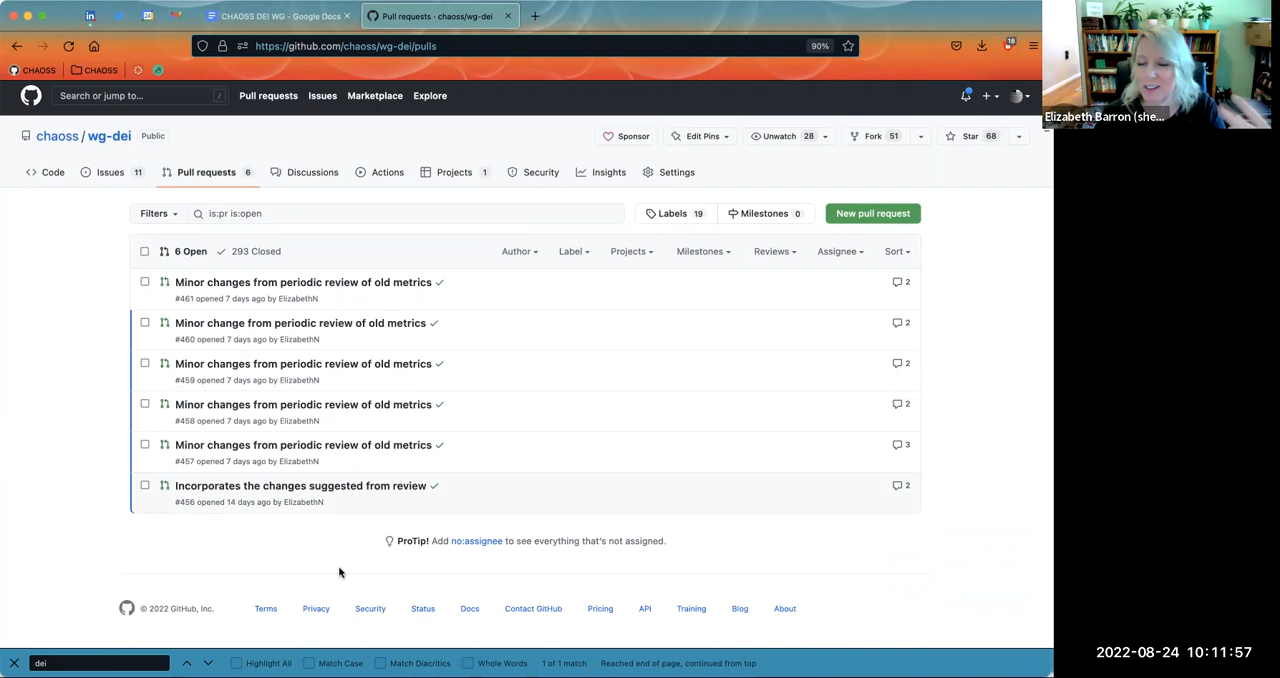 CHAOSS DEI WG - Google Docs
Pull requests · chaoss/wg-dei
https://github.com/chaoss/wg-dei/pulls
90%
18
CHAOSS
CHAOSS
Search or jump to...
/
Pull requests
Issues
Marketplace
Explore
Elizabeth Barron (she...
chaoss / wg-dei
Public
Sponsor
Edit Pins
Unwatch 28
Fork 51
Star 68
Code
Issues 11
Pull requests 6
Discussions
Actions
Projects 1
Security
Insights
Settings
Filters
is:pr is:open
Labels 19
Milestones 0
New pull request
6 Open
293 Closed
Author
Label
Projects
Milestones
Reviews
Assignee
Sort
Minor changes from periodic review of old metrics
2
#461 opened 7 days ago by ElizabethN
Minor change from periodic review of old metrics
2
#460 opened 7 days ago by ElizabethN
Minor changes from periodic review of old metrics
2
#459 opened 7 days ago by ElizabethN
Minor changes from periodic review of old metrics
2
#458 opened 7 days ago by ElizabethN
Minor changes from periodic review of old metrics
3
#457 opened 7 days ago by ElizabethN
Incorporates the changes suggested from review
2
#456 opened 14 days ago by ElizabethN
ProTip! Add no:assignee to see everything that's not assigned.
© 2022 GitHub, Inc.
Terms
Privacy
Security
Status
Docs
Contact GitHub
Pricing
API
Training
Blog
About
dei
Highlight All
Match Case
Match Diacritics
Whole Words
1 of 1 match
Reached end of page, continued from top
2022-08-24 10:11:57